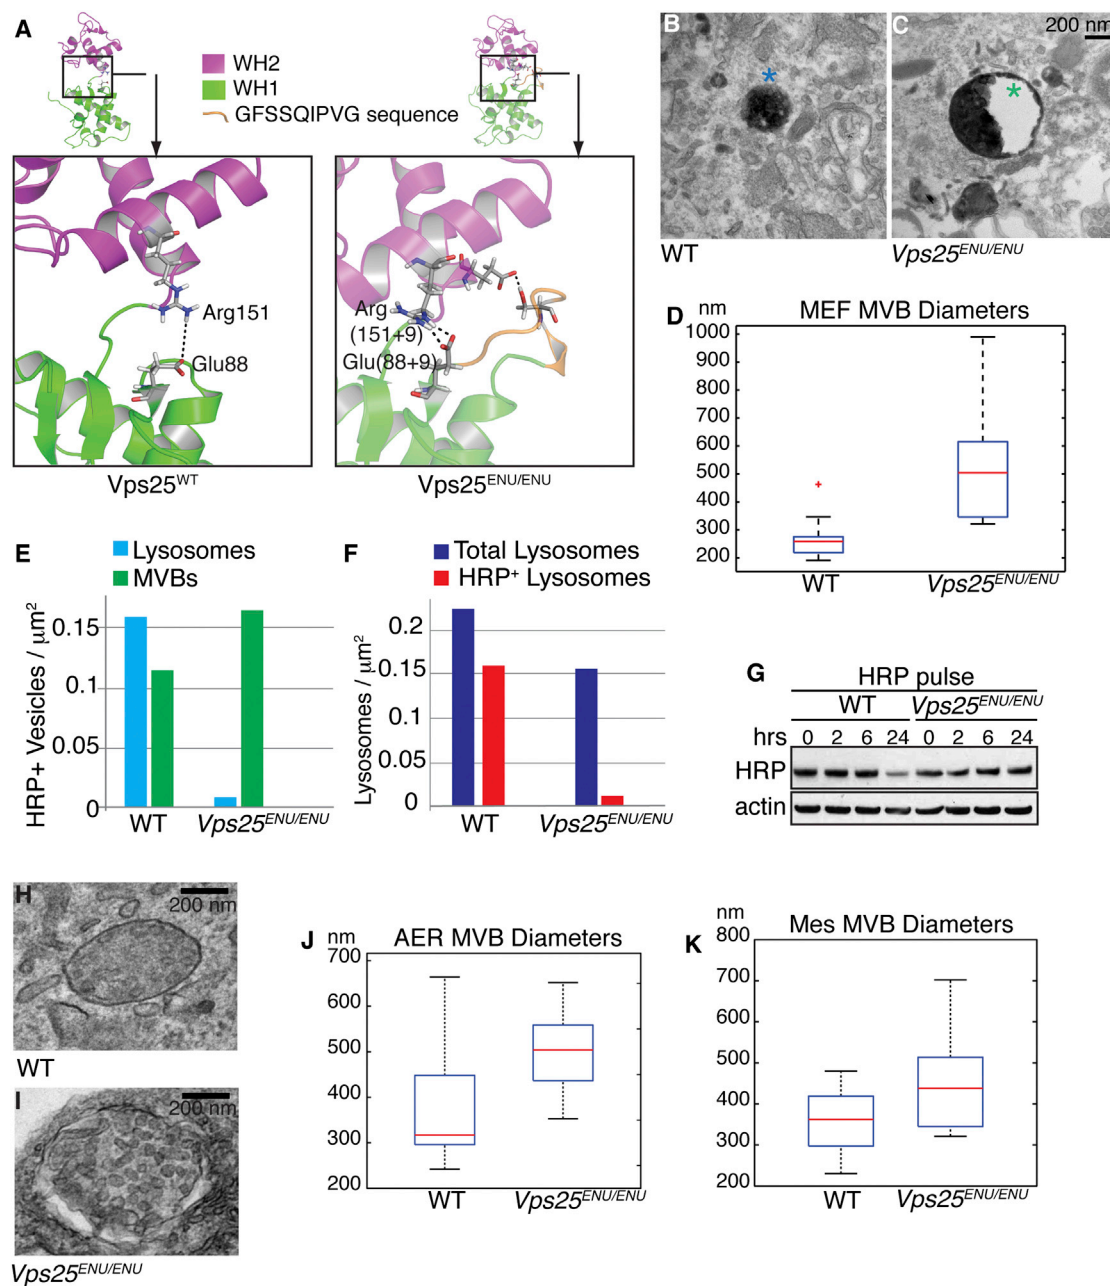 A
WH2
WH1
GFSSQIPVG sequence
Arg151
Glu88
Arg
(151+9)
Glu(88+9)
Vps25WT
Vps25ENU/ENU
B
*
WT
C
200 nm
*
Vps25ENU/ENU
D
nm
MEF MVB Diameters
1000
900
800
700
600
500
400
300
200
WT
Vps25ENU/ENU
E
Lysosomes
MVBs
HRP+ Vesicles / μm2
0.15
0.1
0.05
0
WT
Vps25ENU/ENU
F
Total Lysosomes
HRP+ Lysosomes
Lysosomes / μm2
0.2
0.15
0.1
0.05
0
WT
Vps25ENU/ENU
G
HRP pulse
WT Vps25ENU/ENU
hrs 0 2 6 24 0 2 6 24
HRP
actin
H
200 nm
WT
I
200 nm
Vps25ENU/ENU
J
nm
AER MVB Diameters
700
600
500
400
300
200
WT
Vps25ENU/ENU
K
nm
Mes MVB Diameters
800
700
600
500
400
300
200
WT
Vps25ENU/ENU